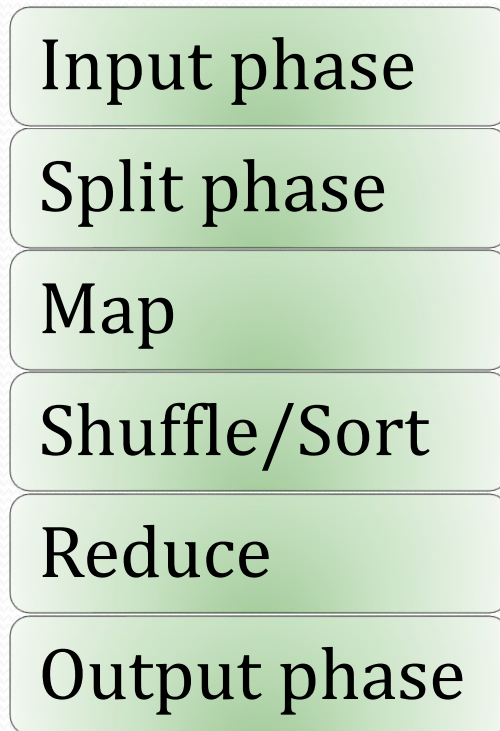 Input phase
Split phase
Map
Shuffle/Sort
Reduce
Output phase